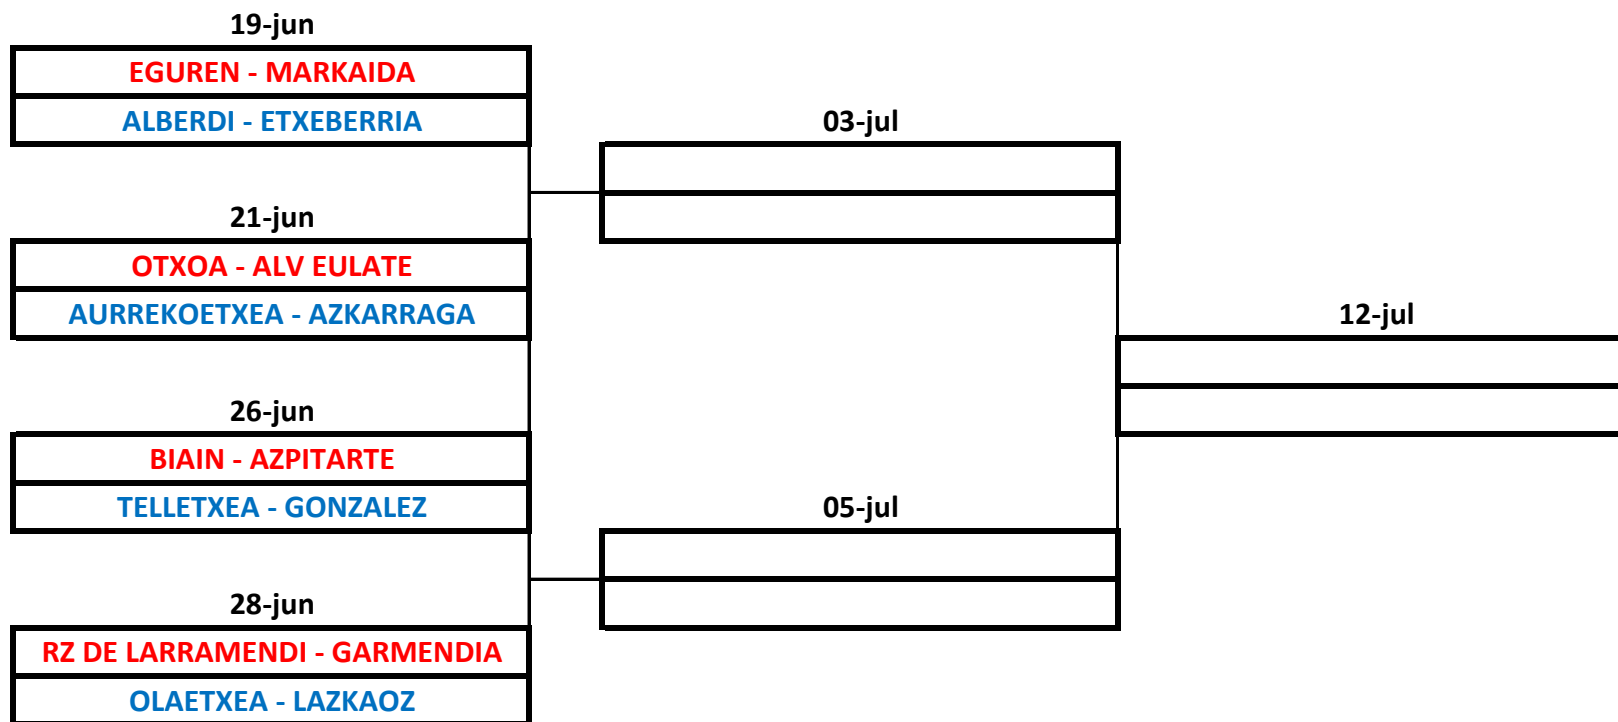 19-jun
EGUREN - MARKAIDA
ALBERDI - ETXEBERRIA
21-jun
OTXOA - ALV EULATE
AURREKOETXEA - AZKARRAGA
26-jun
BIAIN - AZPITARTE
TELLETXEA - GONZALEZ
28-jun
RZ DE LARRAMENDI - GARMENDIA
OLAETXEA - LAZKAOZ
03-jul
05-jul
12-jul